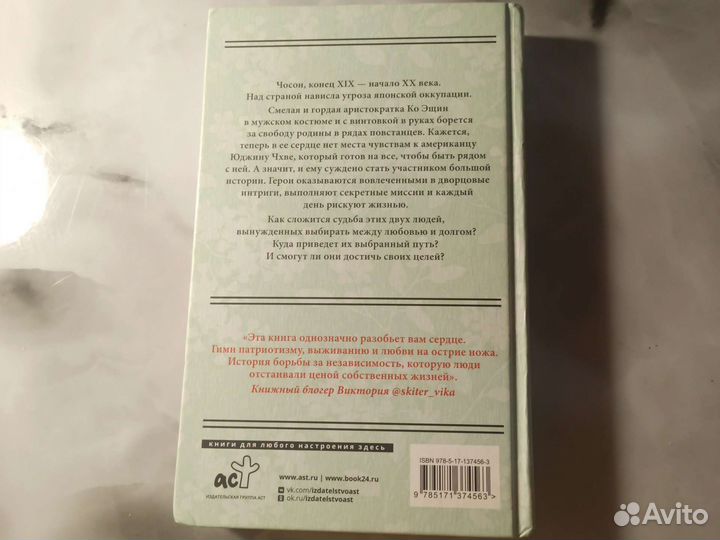 Чосон, конец XIX — начало XX века.
Над страной нависла угроза японской оккупации.
Смелая и гордая аристократка Ко Эщин
в мужском костюме и с винтовкой в руках борется
за свободу родины в рядах повстанцев. Кажется,
теперь в ее сердце нет места чувствам к американцу
Юджину Чхве, который готов на все, чтобы быть рядом
с ней. А значит, и ему суждено стать участником большой
истории. Герои оказываются вовлеченными в дворцовые
интриги, выполняют секретные миссии и каждый
день рискуют жизнью.
Как сложится судьба этих двух людей,
вынужденных выбирать между любовью и долгом?
Куда приведет их выбранный путь?
И смогут ли они достичь своих целей?
«Эта книга однозначно разобьет вам сердце.
Гимн патриотизму, выживанию и любви на острие ножа.
История борьбы за независимость, которую люди
отстаивали ценой собственных жизней».
Книжный блогер Виктория @skiter_vika
книги для любого настроения здесь
аст
ИЗДАТЕЛЬСКАЯ ГРУППА АСТ
www.ast.ru | www.book24.ru
vk.com/izdatelstvoast
ok.ru/izdatelstvoast
ISBN 978-5-17-137456-3
9 785171 374563 >
Avito